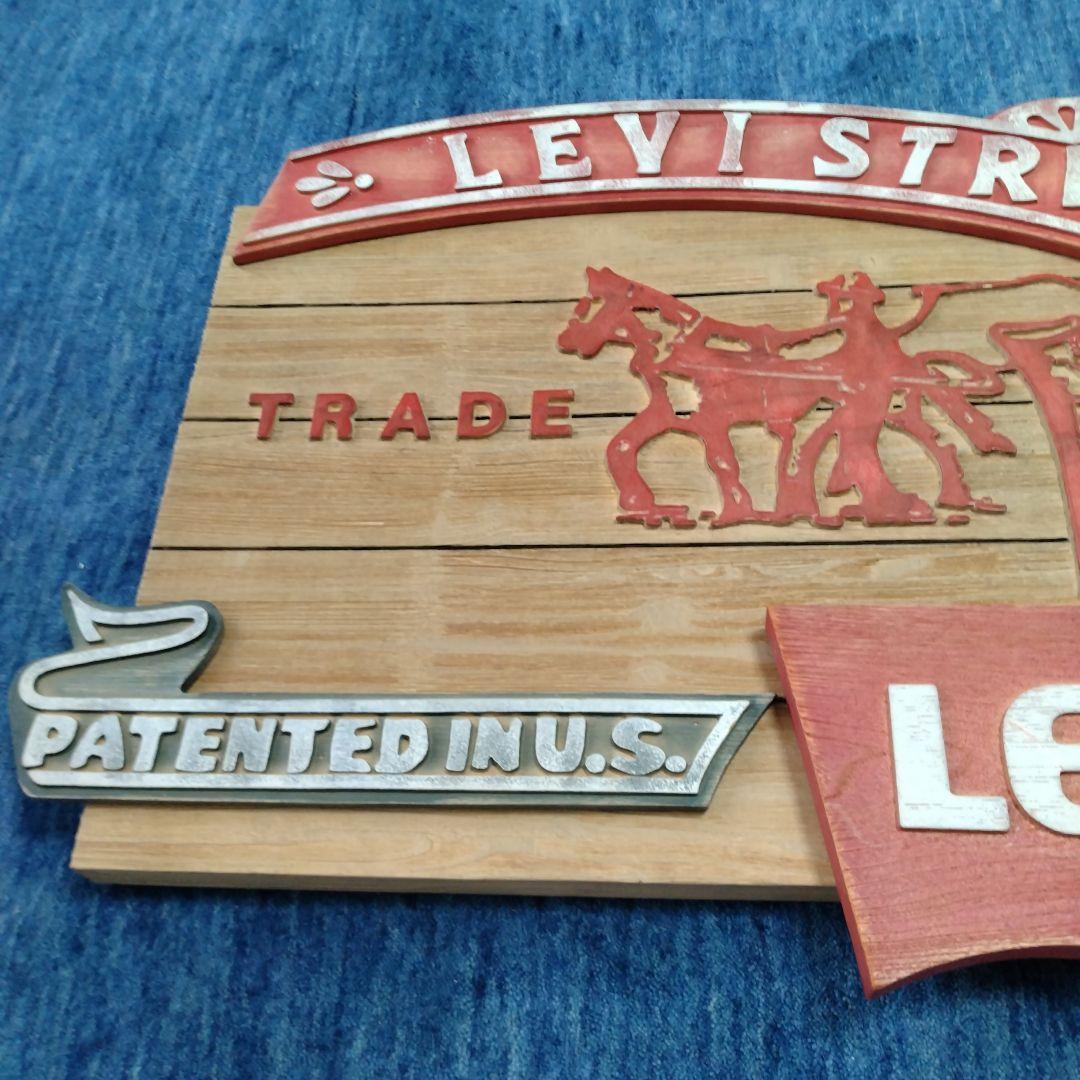 LEVI STR
TRADE
PATENTED IN U.S.
Le